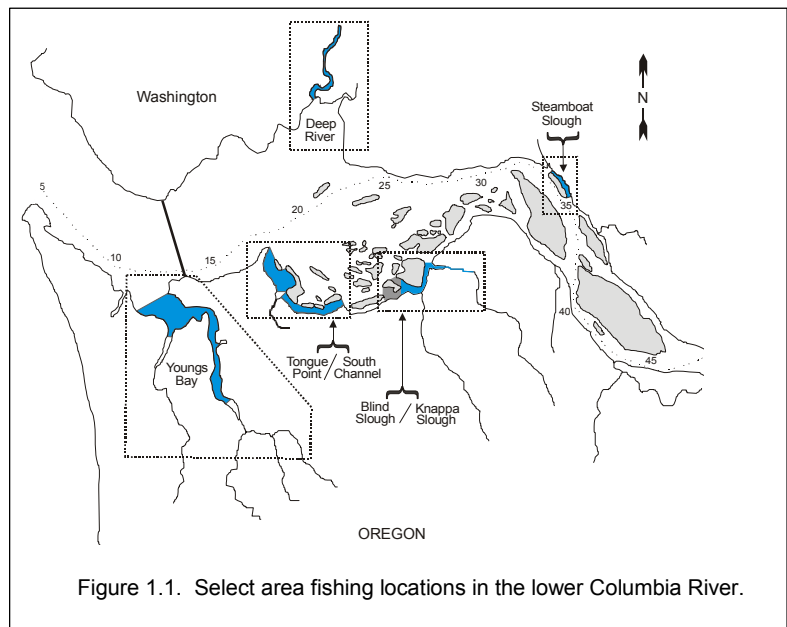 Washington
Deep
River
Steamboat
Slough
N
5
10
15
20
25
30
35
40
45
Youngs
Bay
Tongue / South
Point / Channel
Blind / Knappa
Slough / Slough
OREGON
Figure 1.1. Select area fishing locations in the lower Columbia River.